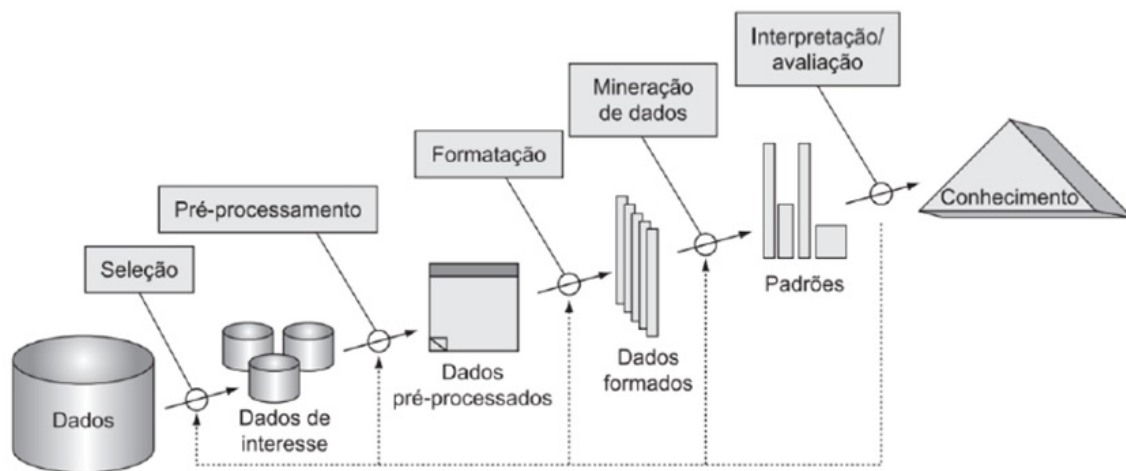 Interpretação/
avaliação
Mineração
de dados
Formatação
Pré-processamento
Seleção
Conhecimento
Padrões
Dados
formados
Dados
pré-processados
Dados de
interesse
Dados